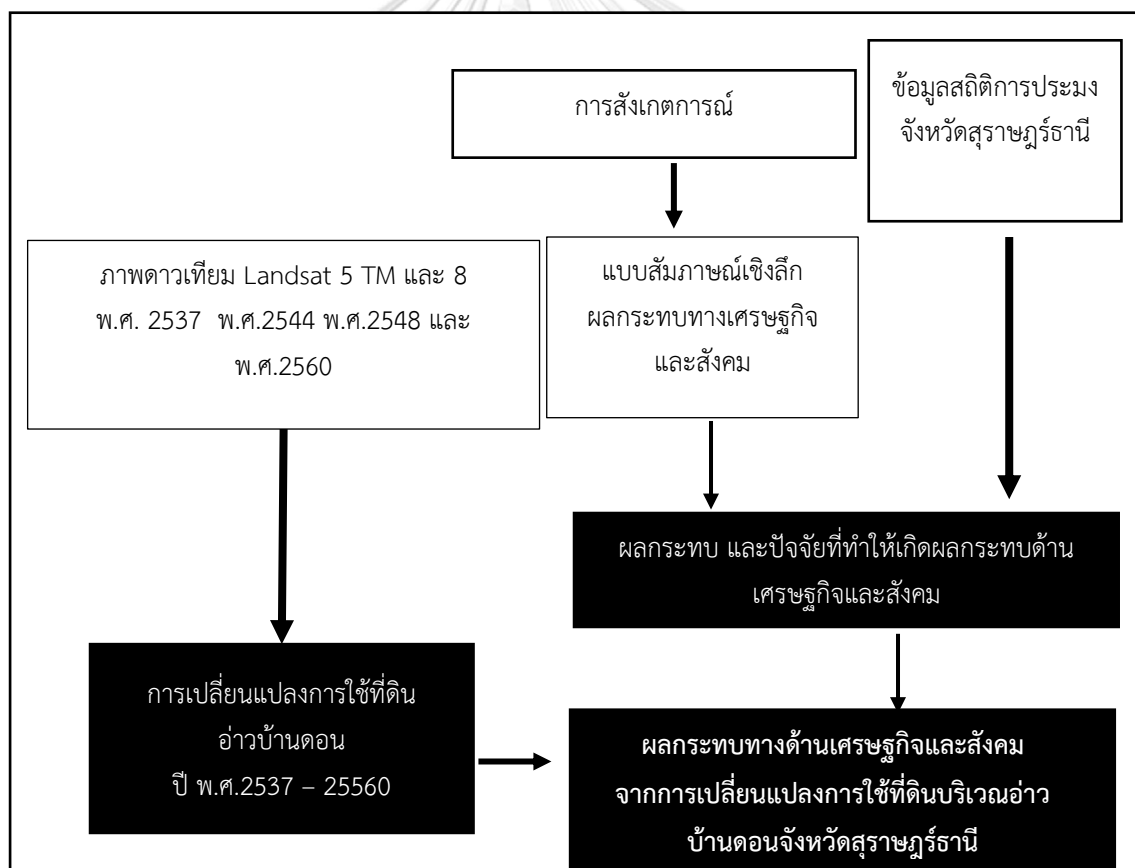 การสังเกตการณ์
ข้อมูลสถิติการประมง
จังหวัดสุราษฎร์ธานี
ภาพดาวเทียม Landsat 5 TM และ 8
พ.ศ. 2537 พ.ศ.2544 พ.ศ.2548 และ
พ.ศ.2560
แบบสัมภาษณ์เชิงลึก
ผลกระทบทางเศรษฐกิจ
และสังคม
ผลกระทบ และปัจจัยที่ทำให้เกิดผลกระทบด้าน
เศรษฐกิจและสังคม
การเปลี่ยนแปลงการใช้ที่ดิน
อ่าวบ้านดอน
ปี พ.ศ.2537 – 25560
ผลกระทบทางด้านเศรษฐกิจและสังคม
จากการเปลี่ยนแปลงการใช้ที่ดินบริเวณอ่าว
บ้านดอนจังหวัดสุราษฎร์ธานี